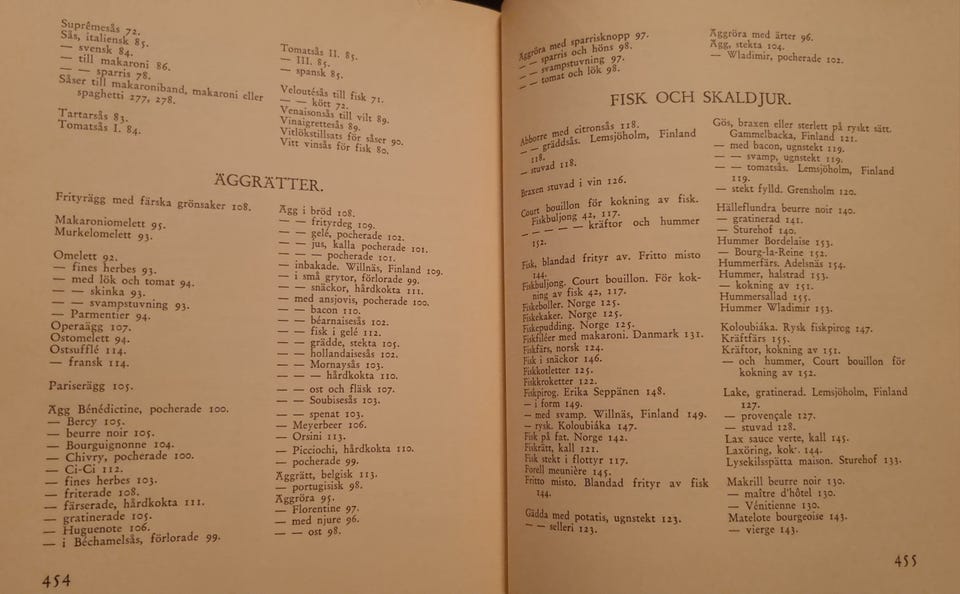 Suprêmesås 72.
Sås, italiensk 85.
— svensk 84.
— till makaroni 86.
— — sparris 78.
Såser till makaroniband, makaroni eller
spaghetti 277, 278.
Tartarsås 83.
Tomatsås I. 84.
Tomatsås II. 85.
— III. 85.
— spansk 85.
Veloutésås till fisk 71.
— — kött 72.
Venaisonsås till vilt 89.
Vinaigrettesås 89.
Vitlökstillsats för såser 90.
Vitt vinsås för fisk 80.
ÄGGRÄTTER.
Frityrägg med färska grönsaker 108.
Makaroniomelett 95.
Murkelomelett 93.
Omelett 92.
— fines herbes 93.
— med lök och tomat 94.
— — skinka 93.
— — svampstuvning 93.
— Parmentier 94.
Operaägg 107.
Ostomelett 94.
Ostsufflé 114.
— fransk 114.
Pariserägg 105.
Ägg Bénédictine, pocherade 100.
— Bercy 105.
— beurre noir 105.
— Bourguignonne 104.
— Chivry, pocherade 100.
— Ci-Ci 112.
— fines herbes 103.
— friterade 108.
— färserade, hårdkokta 111.
— gratinerade 105.
— Huguenote 106.
— i Béchamelsås, förlorade 99.
Ägg i bröd 108.
— — frityrdeg 109.
— — gelé, pocherade 102.
— — jus, kalla pocherade 101.
— — — pocherade 101.
— inbakade. Willnäs, Finland 109.
— i små grytor, förlorade 99.
— — snäckor, hårdkokta 111.
— med ansjovis, pocherade 100.
— — bacon 110.
— — béarnaisesås 102.
— — fisk i gelé 112.
— — grädde, stekta 105.
— — hollandaisesås 102.
— — Mornaysås 103.
— — — hårdkokta 110.
— — ost och fläsk 107.
— — Soubisesås 103.
— — spenat 103.
— Meyerbeer 106.
— Orsini 113.
— Picciochi, hårdkokta 110.
— pocherade 99.
Äggrätt, belgisk 113.
— portugisisk 98.
Äggröra 95.
— Florentine 97.
— med njure 96.
— — ost 98.
454
Äggröra med sparrisknopp 97.
— — sparris och höns 98.
— — svampstuvning 97.
— — tomat och lök 98.
Äggröra med ärter 96.
Ägg, stekta 104.
— Wladimir, pocherade 102.
FISK OCH SKALDJUR.
Abborre med citronsås 118.
— — gräddsås. Lemsjöholm, Finland
118.
— stuvad 118.
Braxen stuvad i vin 126.
Court bouillon för kokning av fisk.
Fiskbuljong 42, 117.
— — — — — kräftor och hummer
152.
Fisk, blandad frityr av. Fritto misto
144.
Fiskbuljong. Court bouillon. För kok-
ning av fisk 42, 117.
Fiskeboller. Norge 125.
Fiskekaker. Norge 125.
Fiskepudding. Norge 125.
Fiskfiléer med makaroni. Danmark 131.
Fiskfärs, norsk 124.
Fisk i snäckor 146.
Fiskkotletter 125.
Fiskkroketter 122.
Fiskpirog. Erika Seppänen 148.
— i form 149.
— med svamp. Willnäs, Finland 149.
— rysk. Koloubiáka 147.
Fisk på fat. Norge 142.
Fiskrätt, kall 121.
Fisk stekt i flottyr 117.
Forell meunière 145.
Fritto misto. Blandad frityr av fisk
144.
Gädda med potatis, ugnstekt 123.
— — selleri 123.
Gös, braxen eller sterlett på ryskt sätt.
Gammelbacka, Finland 121.
— med bacon, ugnstekt 119.
— — svamp, ugnstekt 119.
— — tomatsås. Lemsjöholm, Finland
119.
— stekt fylld. Grensholm 120.
Hälleflundra beurre noir 140.
— gratinerad 141.
— Sturehof 140.
Hummer Bordelaise 153.
— Bourg-la-Reine 152.
Hummerfärs. Adelsnäs 154.
Hummer, halstrad 153.
— kokning av 151.
Hummersallad 155.
Hummer Wladimir 153.
Koloubiáka. Rysk fiskpirog 147.
Kräftfärs 155.
Kräftor, kokning av 151.
— och hummer, Court bouillon för
kokning av 152.
Lake, gratinerad. Lemsjöholm, Finland
127.
— provençale 127.
— stuvad 128.
Lax sauce verte, kall 145.
Laxöring, kokt. 144.
Lysekilsspätta maison. Sturehof 133.
Makrill beurre noir 130.
— maître d'hôtel 130.
— Vénitienne 130.
Matelote bourgeoise 143.
— vierge 143.
455